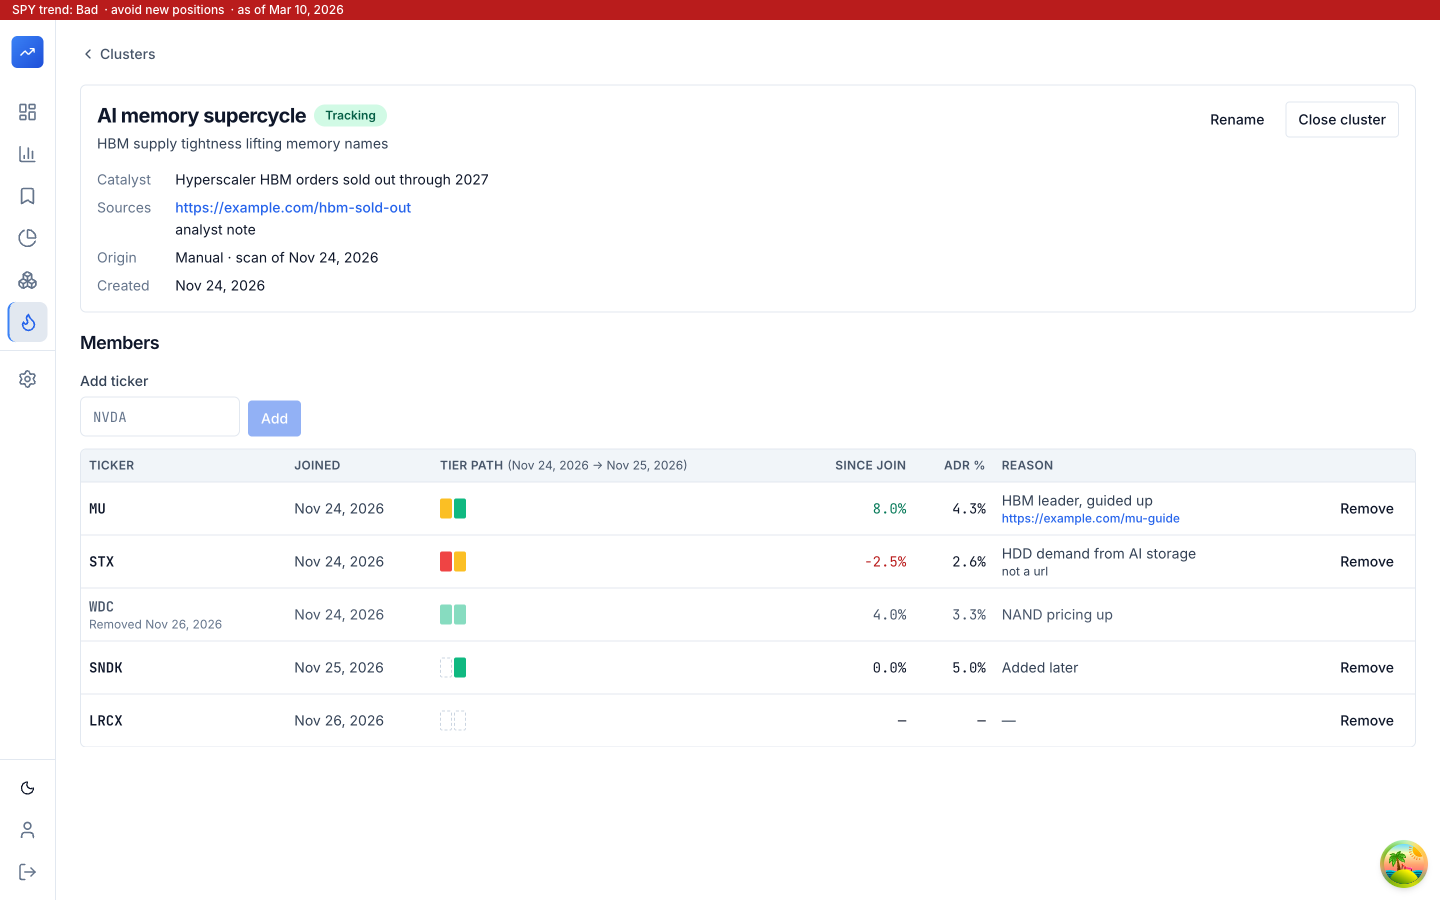 SPY trend: Bad · avoid new positions · as of Mar 10, 2026
Clusters
AI memory supercycle Tracking
Rename Close cluster
HBM supply tightness lifting memory names
Catalyst Hyperscaler HBM orders sold out through 2027
Sources https://example.com/hbm-sold-out
analyst note
Origin Manual · scan of Nov 24, 2026
Created Nov 24, 2026
Members
Add ticker
NVDA Add
TICKER JOINED TIER PATH (Nov 24, 2026 → Nov 25, 2026) SINCE JOIN ADR % REASON
MU Nov 24, 2026 8.0% 4.3% HBM leader, guided up Remove
https://example.com/mu-guide
STX Nov 24, 2026 -2.5% 2.6% HDD demand from AI storage Remove
not a url
WDC Nov 24, 2026 4.0% 3.3% NAND pricing up
Removed Nov 26, 2026
SNDK Nov 25, 2026 0.0% 5.0% Added later Remove
LRCX Nov 26, 2026 — — — Remove